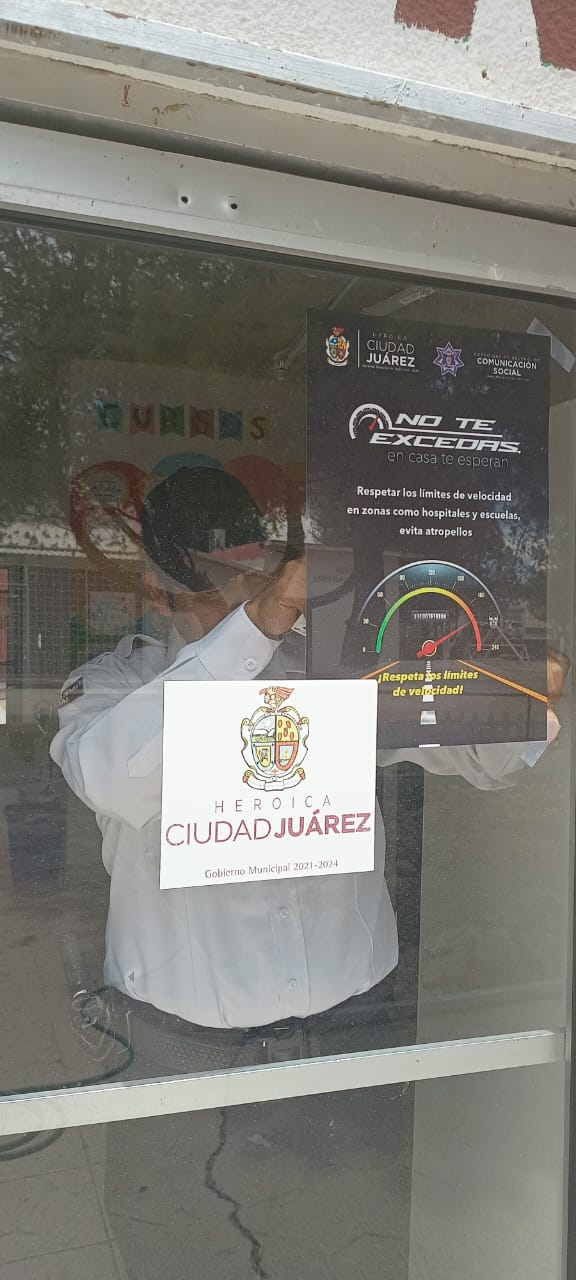 CURSOS
HEROICA
CIUDAD
JUÁREZ
COMUNICACIÓN
SOCIAL
NO TE
EXCEDAS
en casa te esperan
Respetar los límites de velocidad
en zonas como hospitales y escuelas,
evita atropellos
¡Respeta los límites
de velocidad!
HEROICA
CIUDAD JUÁREZ
Gobierno Municipal 2021-2024